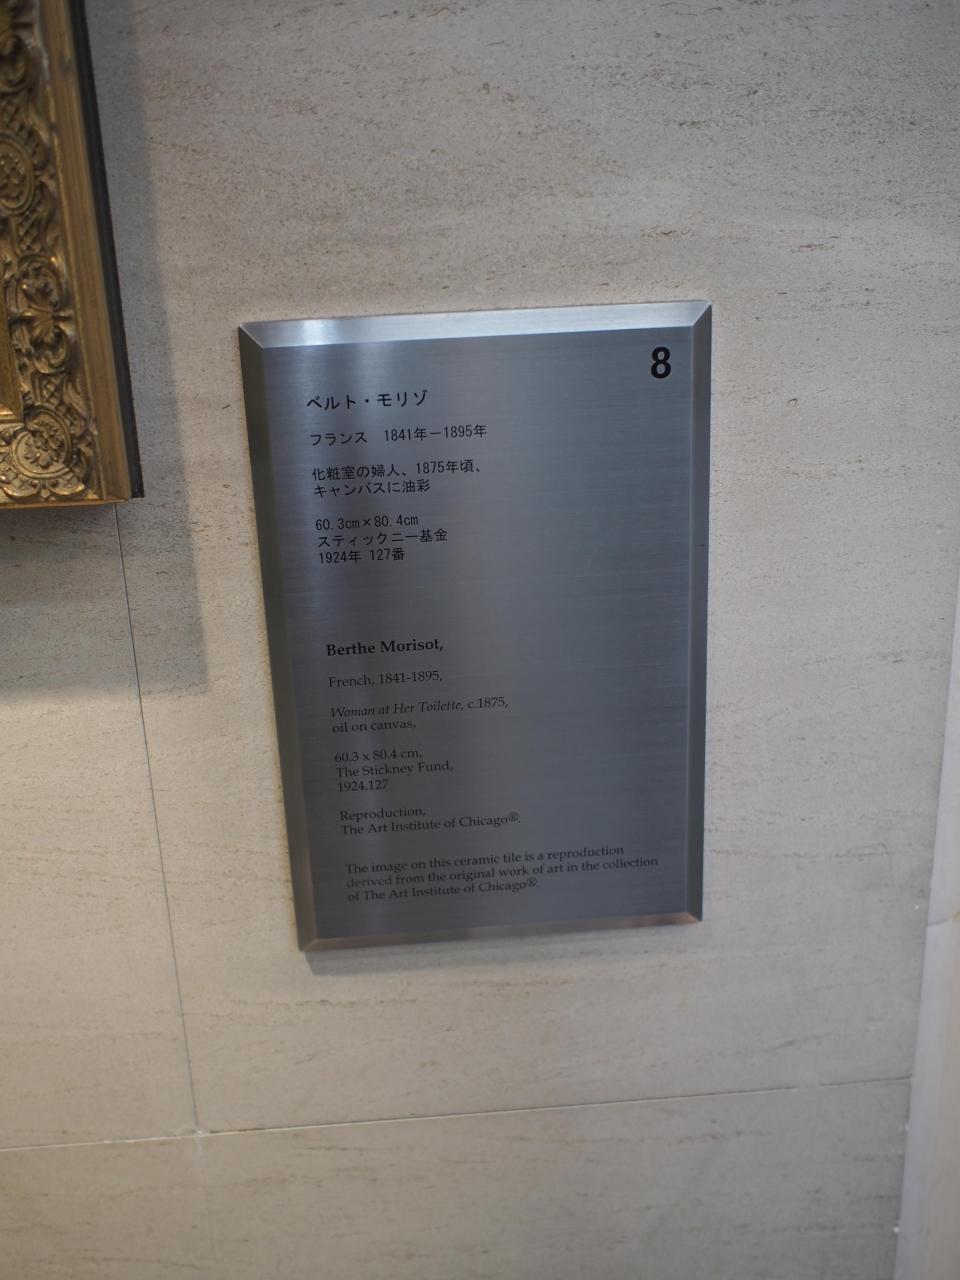 8
ベルト・モリゾ
フランス 1841年－1895年
化粧室の婦人、1875年頃、
キャンバスに油彩
60.3cm×80.4cm
スティックニー基金
1924年 127番
Berthe Morisot,
French, 1841-1895,
Woman at Her Toilette, c.1875,
oil on canvas,
60.3 x 80.4 cm,
The Stickney Fund,
1924.127
Reproduction,
The Art Institute of Chicago®.
The image on this ceramic tile is a reproduction
derived from the original work of art in the collection
of The Art Institute of Chicago®.